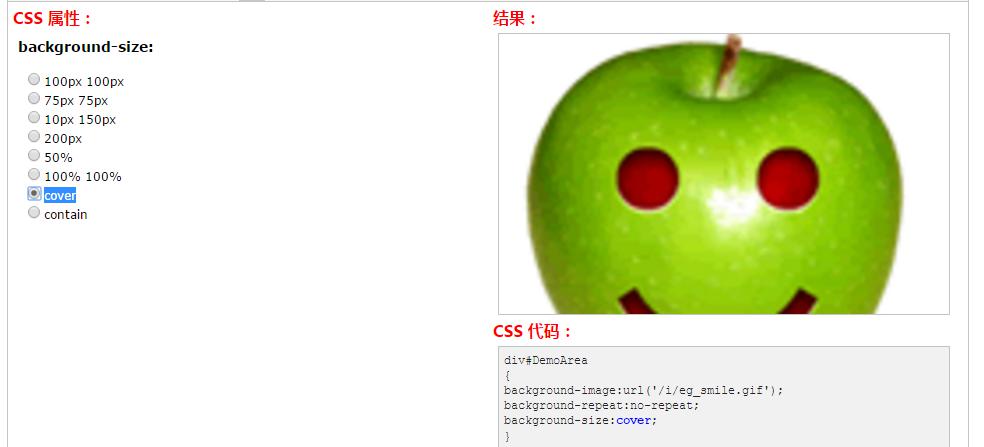 CSS 属性：
background-size:
100px 100px
75px 75px
10px 150px
200px
50%
100% 100%
cover
contain
结果：
CSS 代码：
div#DemoArea
{
background-image:url('/i/eg_smile.gif');
background-repeat:no-repeat;
background-size:cover;
}